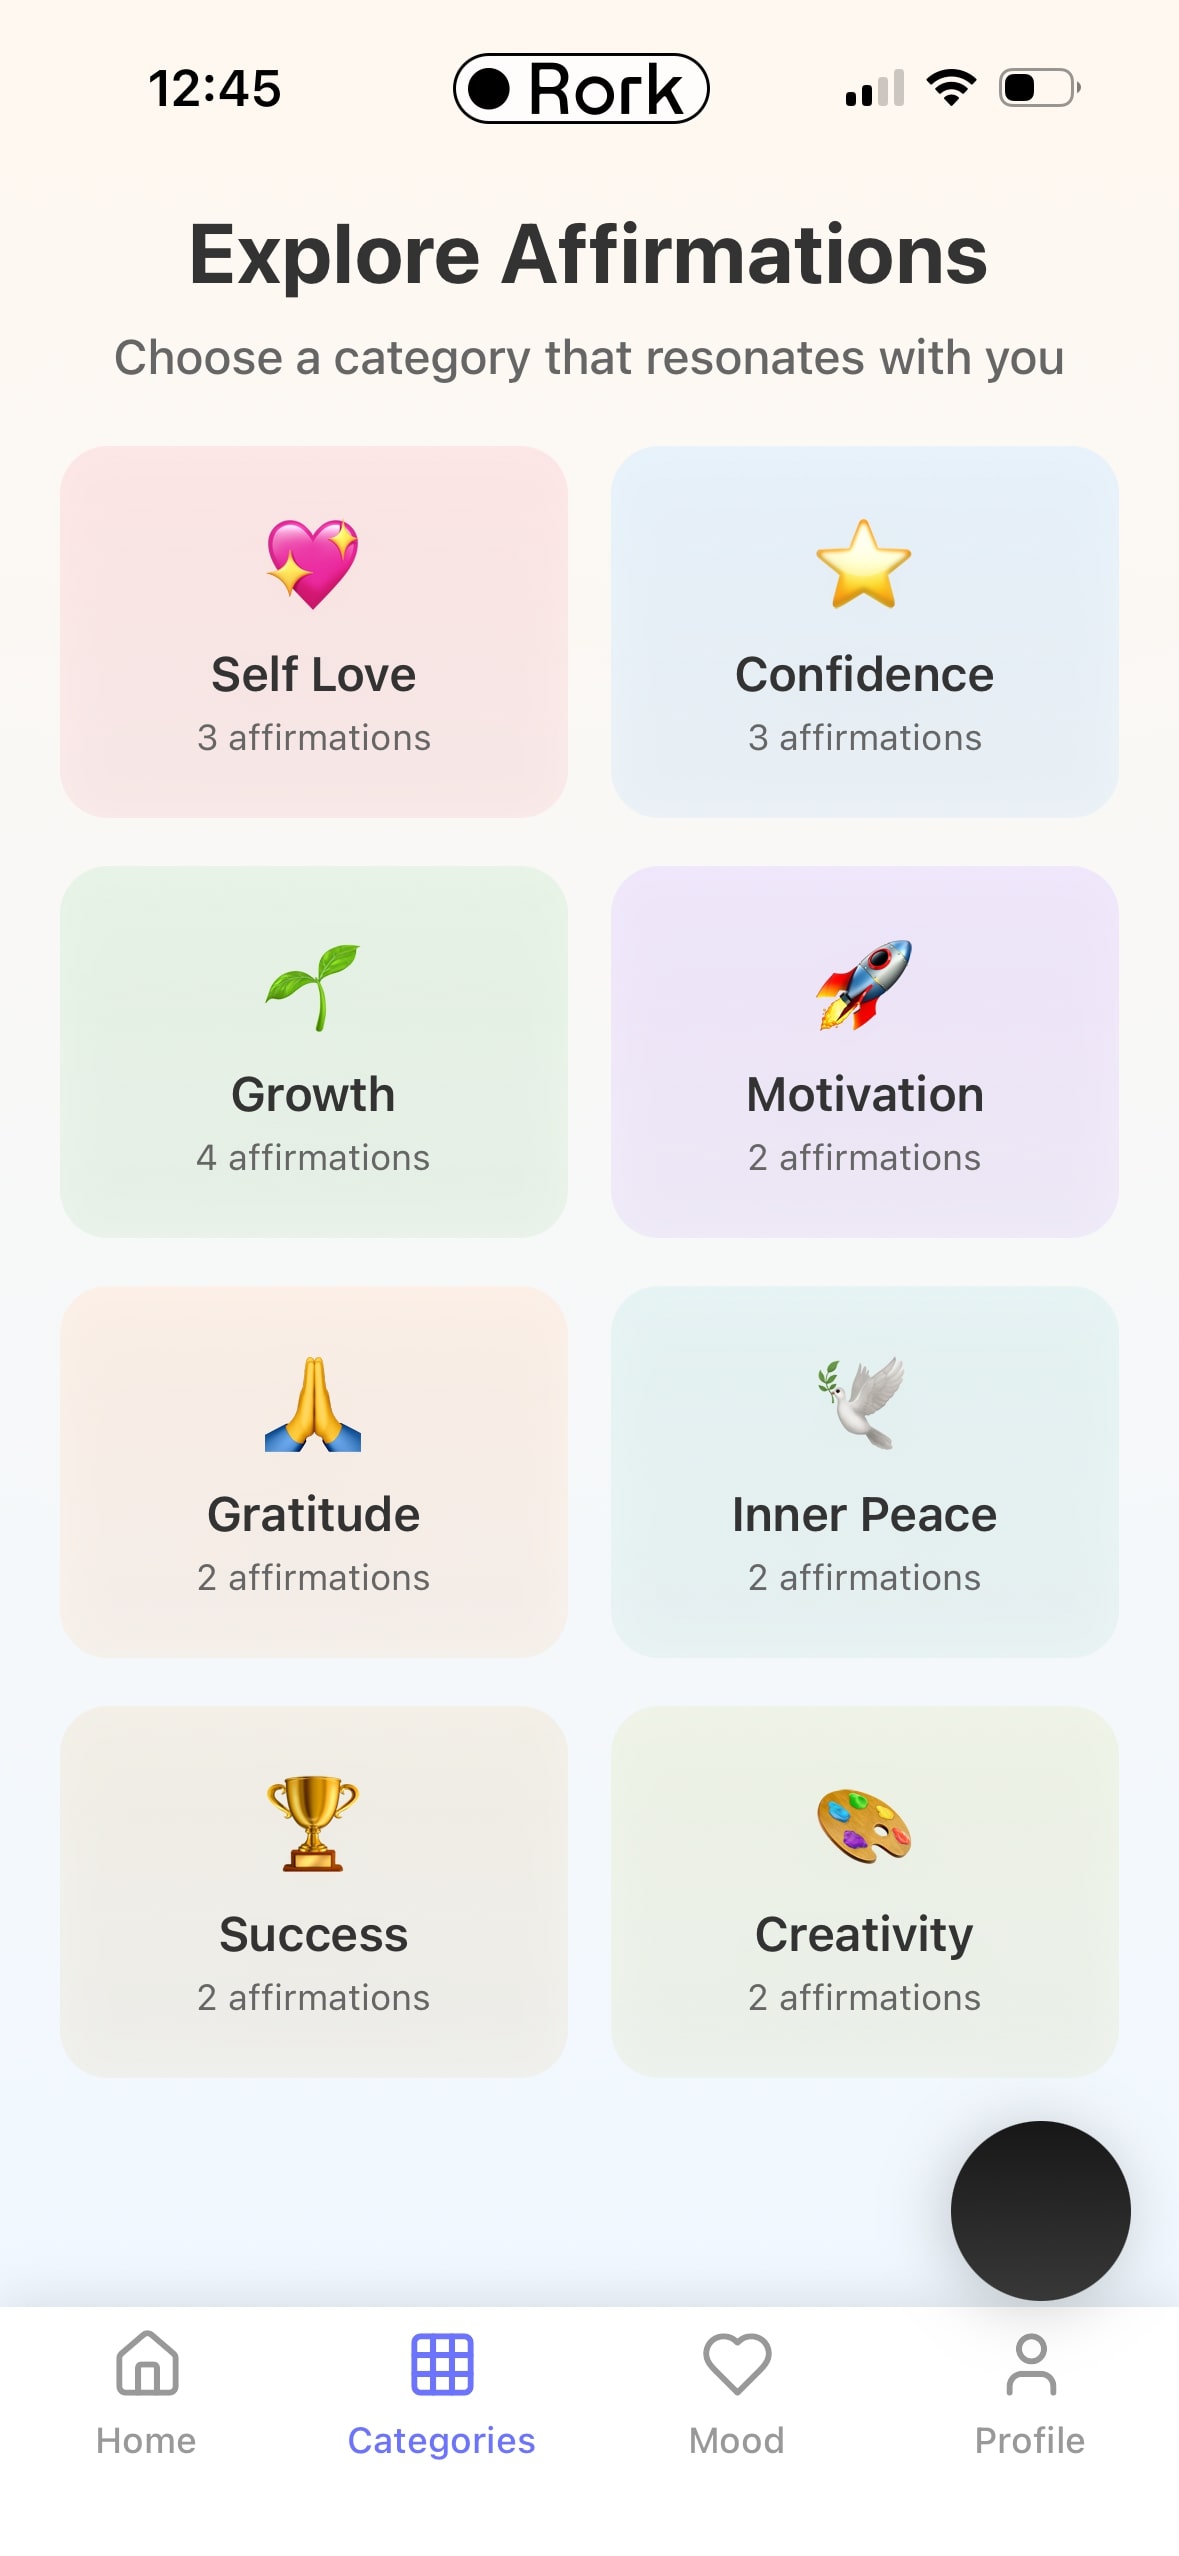 12:45
Rork
Explore Affirmations
Choose a category that resonates with you
Self Love
3 affirmations
Confidence
3 affirmations
Growth
4 affirmations
Motivation
2 affirmations
Gratitude
2 affirmations
Inner Peace
2 affirmations
Success
2 affirmations
Creativity
2 affirmations
Home
Categories
Mood
Profile